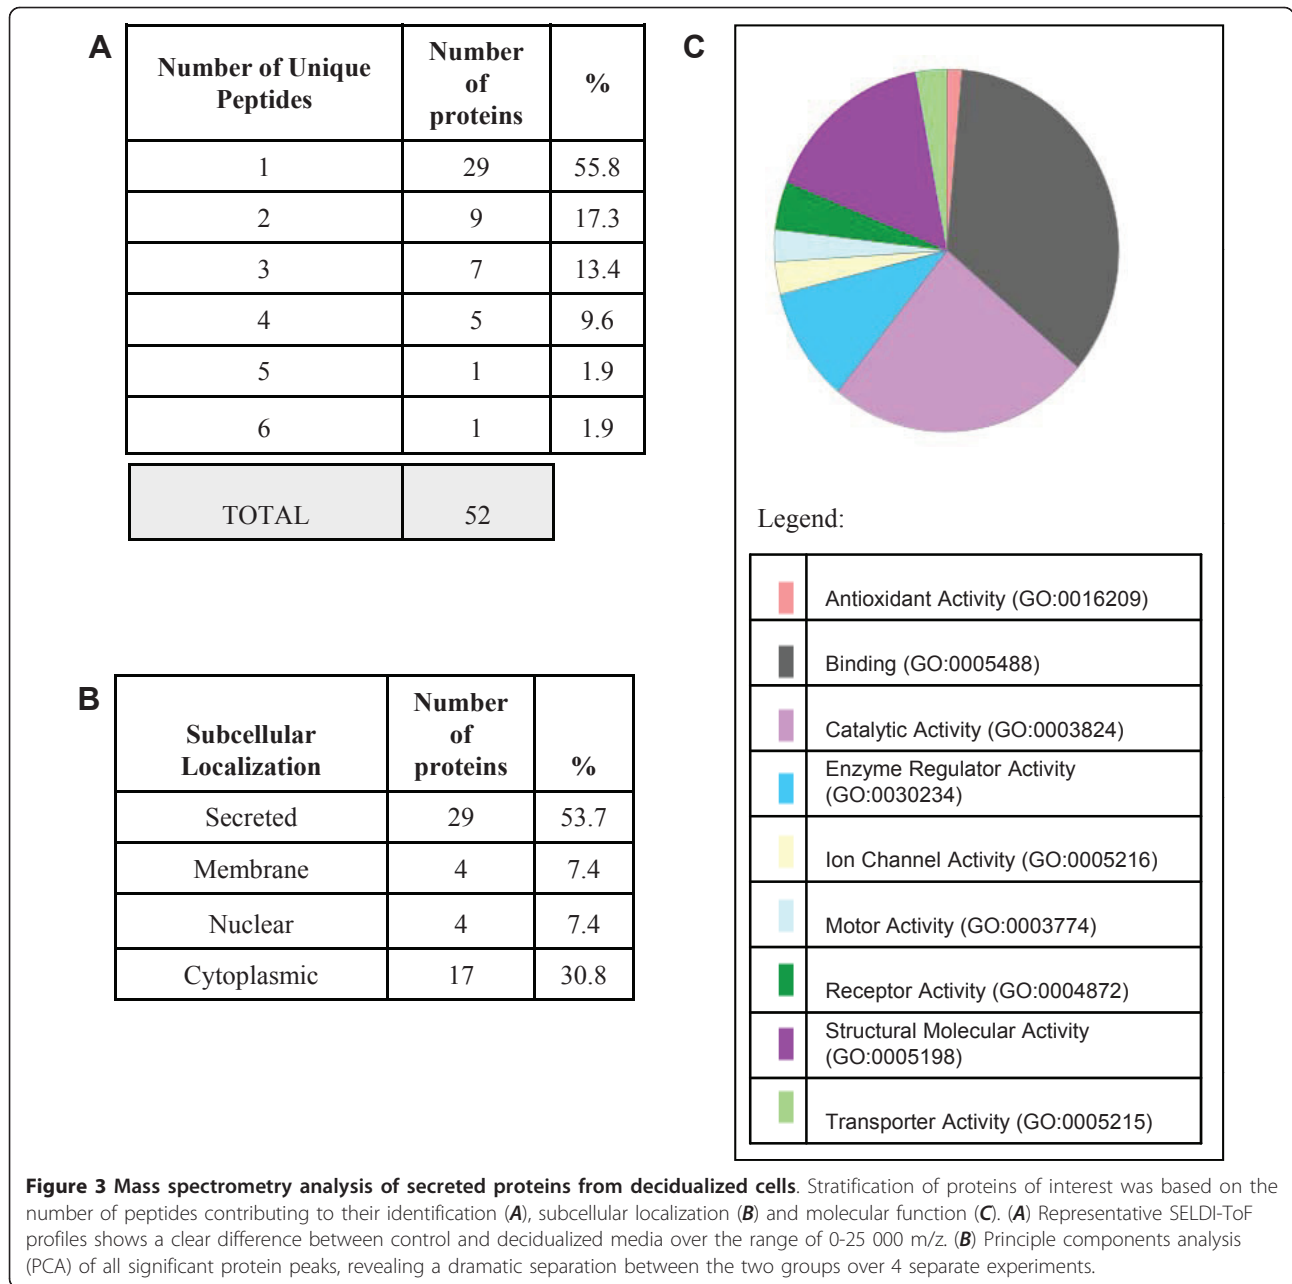 A
Number of Unique Peptides | Number of proteins | %
1 | 29 | 55.8
2 | 9 | 17.3
3 | 7 | 13.4
4 | 5 | 9.6
5 | 1 | 1.9
6 | 1 | 1.9
TOTAL | 52
B
Subcellular Localization | Number of proteins | %
Secreted | 29 | 53.7
Membrane | 4 | 7.4
Nuclear | 4 | 7.4
Cytoplasmic | 17 | 30.8
C
Legend:
Antioxidant Activity (GO:0016209)
Binding (GO:0005488)
Catalytic Activity (GO:0003824)
Enzyme Regulator Activity
(GO:0030234)
Ion Channel Activity (GO:0005216)
Motor Activity (GO:0003774)
Receptor Activity (GO:0004872)
Structural Molecular Activity
(GO:0005198)
Transporter Activity (GO:0005215)
Figure 3 Mass spectrometry analysis of secreted proteins from decidualized cells. Stratification of proteins of interest was based on the
number of peptides contributing to their identification (A), subcellular localization (B) and molecular function (C). (A) Representative SELDI-ToF
profiles shows a clear difference between control and decidualized media over the range of 0-25 000 m/z. (B) Principle components analysis
(PCA) of all significant protein peaks, revealing a dramatic separation between the two groups over 4 separate experiments.